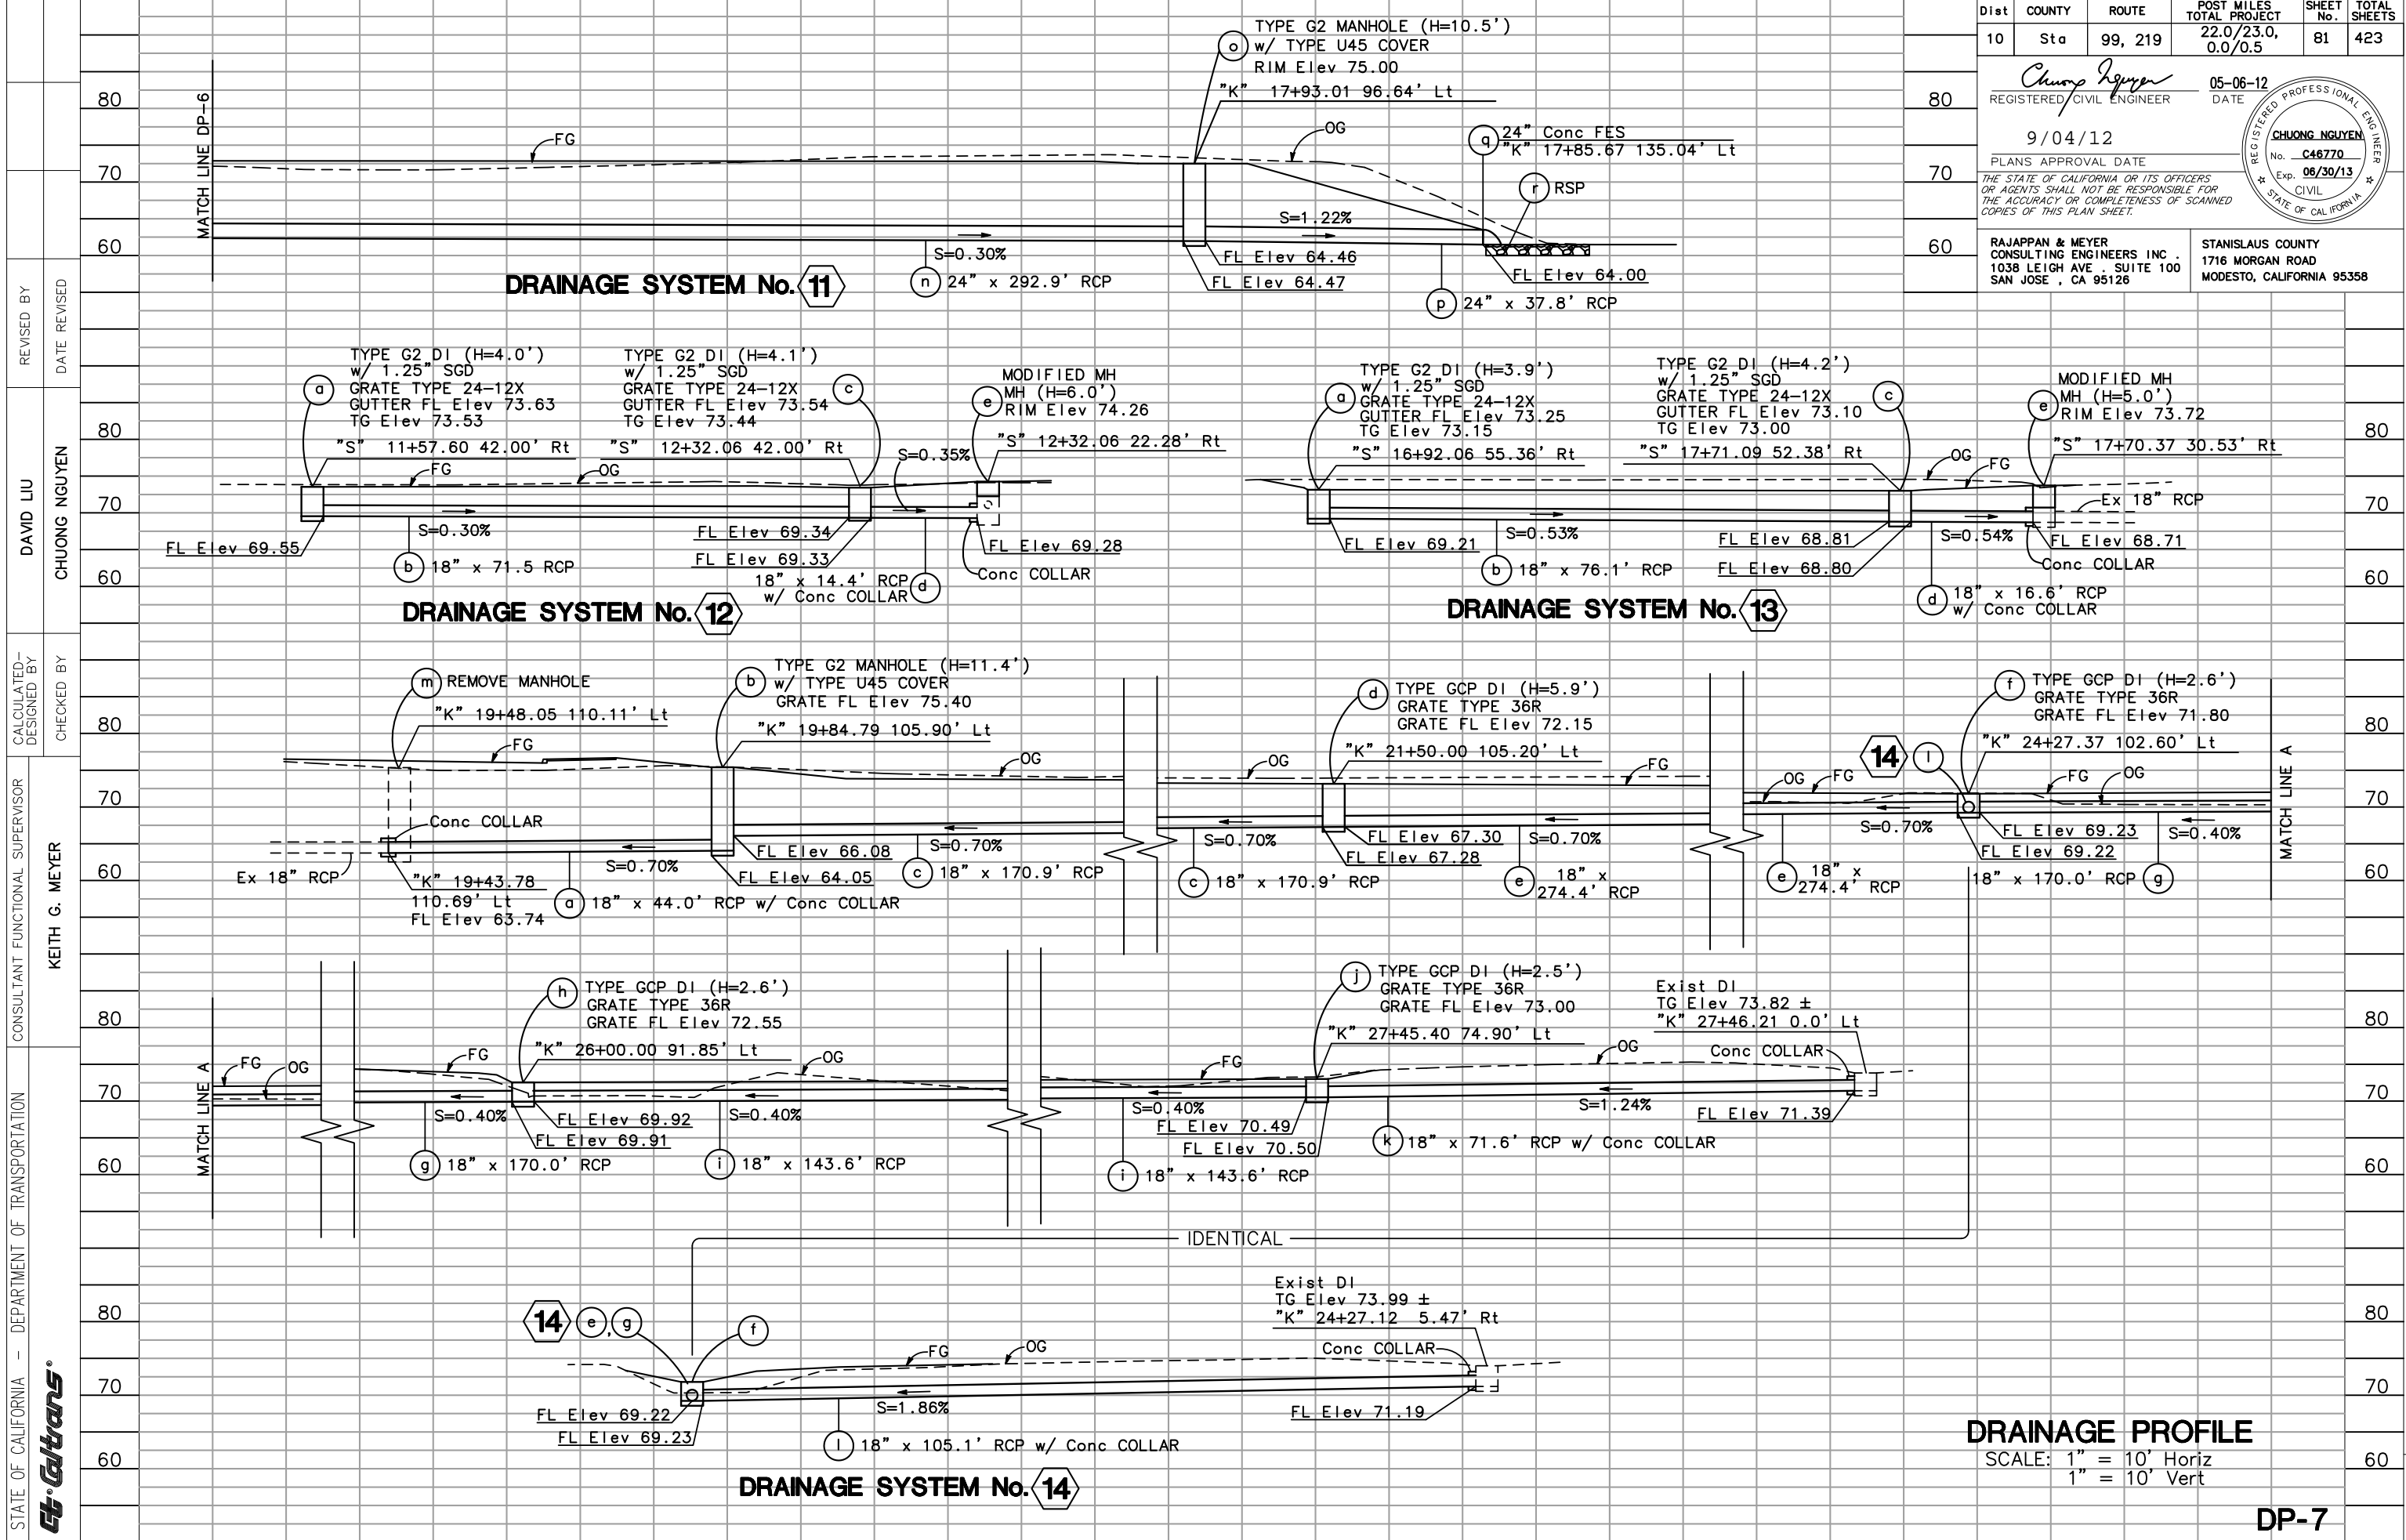 Dist COUNTY ROUTE POST MILES TOTAL PROJECT SHEET No. TOTAL SHEETS
10 Sta 99, 219 22.0/23.0, 0.0/0.5 81 423
Chuong Nguyen 05-06-12
REGISTERED CIVIL ENGINEER DATE
9/04/12
PLANS APPROVAL DATE
THE STATE OF CALIFORNIA OR ITS OFFICERS
OR AGENTS SHALL NOT BE RESPONSIBLE FOR
THE ACCURACY OR COMPLETENESS OF SCANNED
COPIES OF THIS PLAN SHEET.
REGISTERED PROFESSIONAL ENGINEER
CHUONG NGUYEN
No. C46770
Exp. 06/30/13
CIVIL
STATE OF CALIFORNIA
RAJAPPAN & MEYER
CONSULTING ENGINEERS INC .
1038 LEIGH AVE . SUITE 100
SAN JOSE , CA 95126
STANISLAUS COUNTY
1716 MORGAN ROAD
MODESTO, CALIFORNIA 95358
REVISED BY
DATE REVISED
DAVID LIU
CHUONG NGUYEN
CALCULATED-
DESIGNED BY
CHECKED BY
CONSULTANT FUNCTIONAL SUPERVISOR
KEITH G. MEYER
STATE OF CALIFORNIA - DEPARTMENT OF TRANSPORTATION
Caltrans
80
70
60
80
70
60
MATCH LINE DP-6
FG
o
TYPE G2 MANHOLE (H=10.5')
w/ TYPE U45 COVER
RIM Elev 75.00
"K" 17+93.01 96.64' Lt
OG
q
24" Conc FES
"K" 17+85.67 135.04' Lt
r RSP
S=1.22%
S=0.30%
FL Elev 64.46
FL Elev 64.47
FL Elev 64.00
n 24" x 292.9' RCP
p 24" x 37.8' RCP
DRAINAGE SYSTEM No. 11
80
70
60
80
70
60
a
TYPE G2 DI (H=4.0')
w/ 1.25" SGD
GRATE TYPE 24-12X
GUTTER FL Elev 73.63
TG Elev 73.53
"S" 11+57.60 42.00' Rt
TYPE G2 DI (H=4.1')
w/ 1.25" SGD
GRATE TYPE 24-12X
GUTTER FL Elev 73.54
TG Elev 73.44
c
"S" 12+32.06 42.00' Rt
MODIFIED MH
e
MH (H=6.0')
RIM Elev 74.26
"S" 12+32.06 22.28' Rt
S=0.35%
FG
OG
S=0.30%
FL Elev 69.55
FL Elev 69.34
FL Elev 69.33
FL Elev 69.28
b 18" x 71.5 RCP
18" x 14.4' RCP
w/ Conc COLLAR
d
Conc COLLAR
DRAINAGE SYSTEM No. 12
a
TYPE G2 DI (H=3.9')
w/ 1.25" SGD
GRATE TYPE 24-12X
GUTTER FL Elev 73.25
TG Elev 73.15
"S" 16+92.06 55.36' Rt
TYPE G2 DI (H=4.2')
w/ 1.25" SGD
GRATE TYPE 24-12X
GUTTER FL Elev 73.10
TG Elev 73.00
c
"S" 17+71.09 52.38' Rt
MODIFIED MH
e
MH (H=5.0')
RIM Elev 73.72
"S" 17+70.37 30.53' Rt
OG
FG
Ex 18" RCP
S=0.53%
S=0.54%
FL Elev 69.21
FL Elev 68.81
FL Elev 68.80
FL Elev 68.71
b 18" x 76.1' RCP
Conc COLLAR
d 18" x 16.6' RCP
w/ Conc COLLAR
DRAINAGE SYSTEM No. 13
80
70
60
80
70
60
m REMOVE MANHOLE
"K" 19+48.05 110.11' Lt
b
TYPE G2 MANHOLE (H=11.4')
w/ TYPE U45 COVER
GRATE FL Elev 75.40
"K" 19+84.79 105.90' Lt
FG
OG
Conc COLLAR
Ex 18" RCP
"K" 19+43.78
110.69' Lt
FL Elev 63.74
S=0.70%
FL Elev 66.08
FL Elev 64.05
S=0.70%
c 18" x 170.9' RCP
a 18" x 44.0' RCP w/ Conc COLLAR
d
TYPE GCP DI (H=5.9')
GRATE TYPE 36R
GRATE FL Elev 72.15
"K" 21+50.00 105.20' Lt
OG
FG
S=0.70%
FL Elev 67.30
FL Elev 67.28
S=0.70%
c 18" x 170.9' RCP
e 18" x
274.4' RCP
f
TYPE GCP DI (H=2.6')
GRATE TYPE 36R
GRATE FL Elev 71.80
"K" 24+27.37 102.60' Lt
14 l
OG
FG
FG
OG
S=0.70%
FL Elev 69.23
FL Elev 69.22
S=0.40%
e 18" x
274.4' RCP
18" x 170.0' RCP g
MATCH LINE A
80
70
60
80
70
60
MATCH LINE A
FG
OG
h
TYPE GCP DI (H=2.6')
GRATE TYPE 36R
GRATE FL Elev 72.55
"K" 26+00.00 91.85' Lt
FG
OG
S=0.40%
FL Elev 69.92
FL Elev 69.91
S=0.40%
g 18" x 170.0' RCP
i 18" x 143.6' RCP
j
TYPE GCP DI (H=2.5')
GRATE TYPE 36R
GRATE FL Elev 73.00
"K" 27+45.40 74.90' Lt
Exist DI
TG Elev 73.82 ±
"K" 27+46.21 0.0' Lt
FG
OG
Conc COLLAR
S=0.40%
FL Elev 70.49
FL Elev 70.50
S=1.24%
FL Elev 71.39
k 18" x 71.6' RCP w/ Conc COLLAR
i 18" x 143.6' RCP
IDENTICAL
80
70
60
80
70
60
14 e,g
f
Exist DI
TG Elev 73.99 ±
"K" 24+27.12 5.47' Rt
FG
OG
Conc COLLAR
FL Elev 69.22
FL Elev 69.23
S=1.86%
FL Elev 71.19
l 18" x 105.1' RCP w/ Conc COLLAR
DRAINAGE SYSTEM No. 14
DRAINAGE PROFILE
SCALE: 1" = 10' Horiz
1" = 10' Vert
DP-7